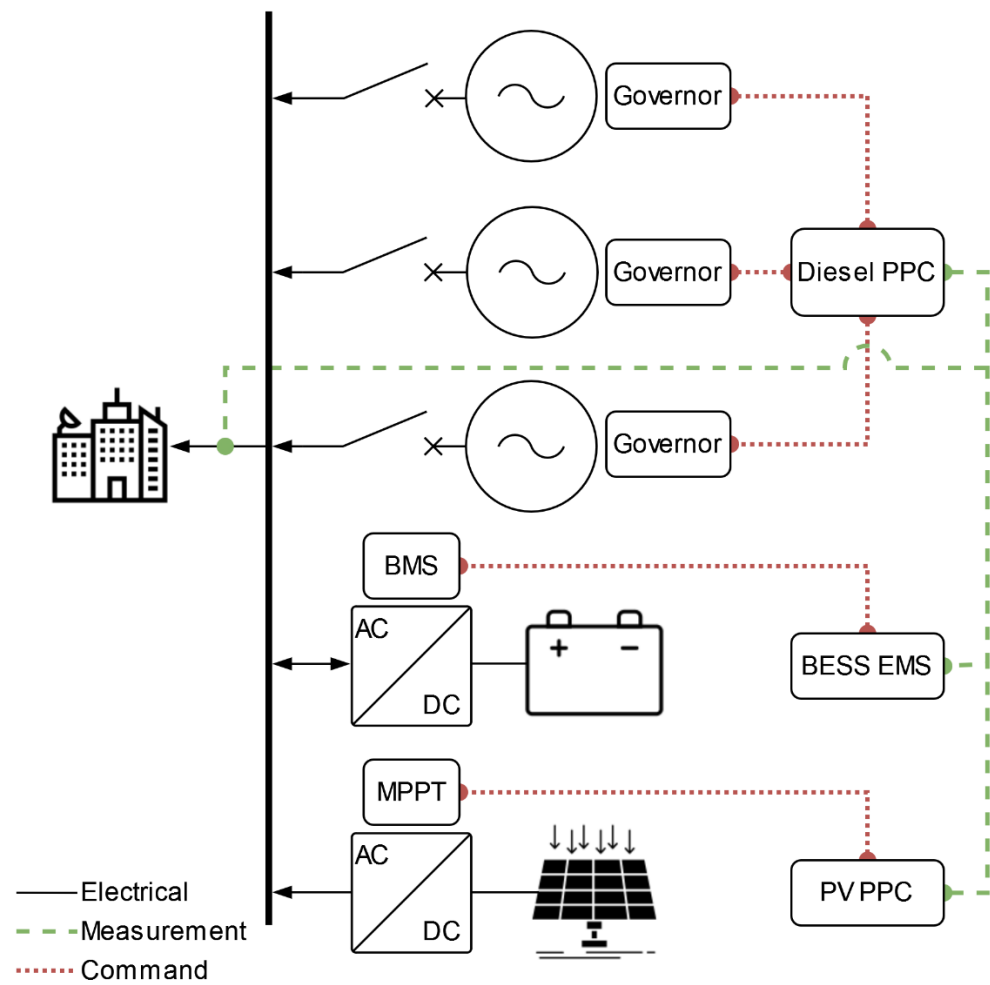 Governor
Governor
Diesel PPC
Governor
BMS
AC
DC
+ −
BESS EMS
MPPT
AC
DC
PV PPC
Electrical
Measurement
Command